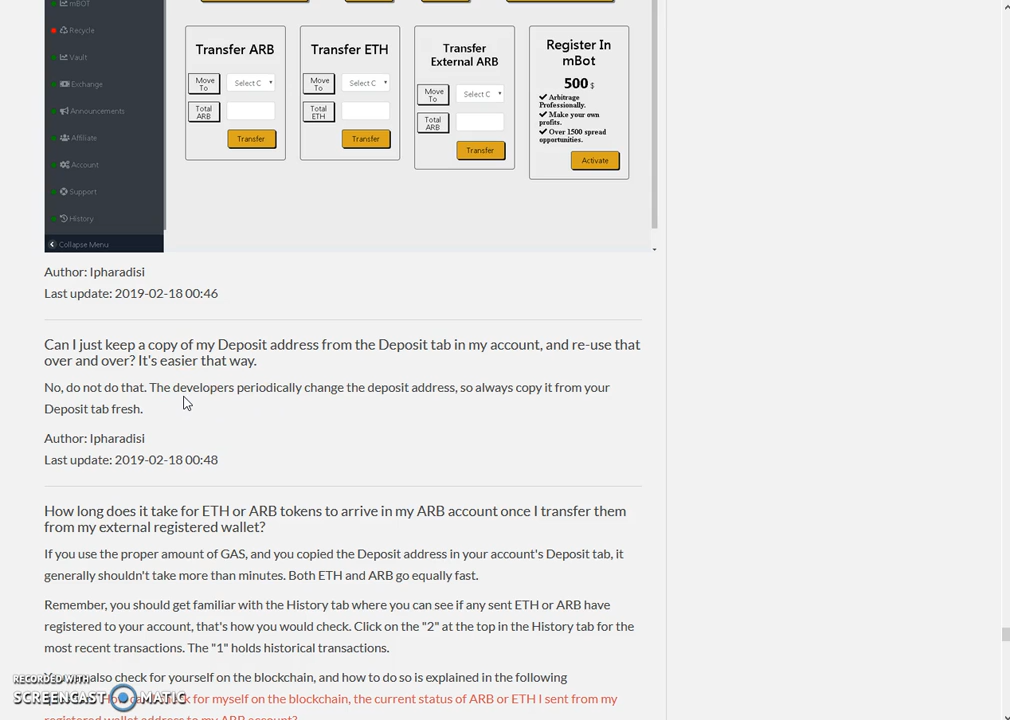 mBOT
Recycle
Vault
Exchange
Announcements
Affiliate
Account
Support
History
Collapse Menu
Transfer ARB
Move To
Select C
Total ARB
Transfer
Transfer ETH
Move To
Select C
Total ETH
Transfer
Transfer External ARB
Move To
Select C
Total ARB
Transfer
Register In mBot
500 $
Arbitrage Professionally.
Make your own profits.
Over 1500 spread opportunities.
Activate
Author: Ipharadisi
Last update: 2019-02-18 00:46
Can I just keep a copy of my Deposit address from the Deposit tab in my account, and re-use that
over and over? It's easier that way.
No, do not do that. The developers periodically change the deposit address, so always copy it from your
Deposit tab fresh.
Author: Ipharadisi
Last update: 2019-02-18 00:48
How long does it take for ETH or ARB tokens to arrive in my ARB account once I transfer them
from my external registered wallet?
If you use the proper amount of GAS, and you copied the Deposit address in your account's Deposit tab, it
generally shouldn't take more than minutes. Both ETH and ARB go equally fast.
Remember, you should get familiar with the History tab where you can see if any sent ETH or ARB have
registered to your account, that's how you would check. Click on the "2" at the top in the History tab for the
most recent transactions. The "1" holds historical transactions.
also check for yourself on the blockchain, and how to do so is explained in the following
for myself on the blockchain, the current status of ARB or ETH I sent from my
registered wallet address to my ARB account?
RECORDED WITH
SCREENCAST MATIC